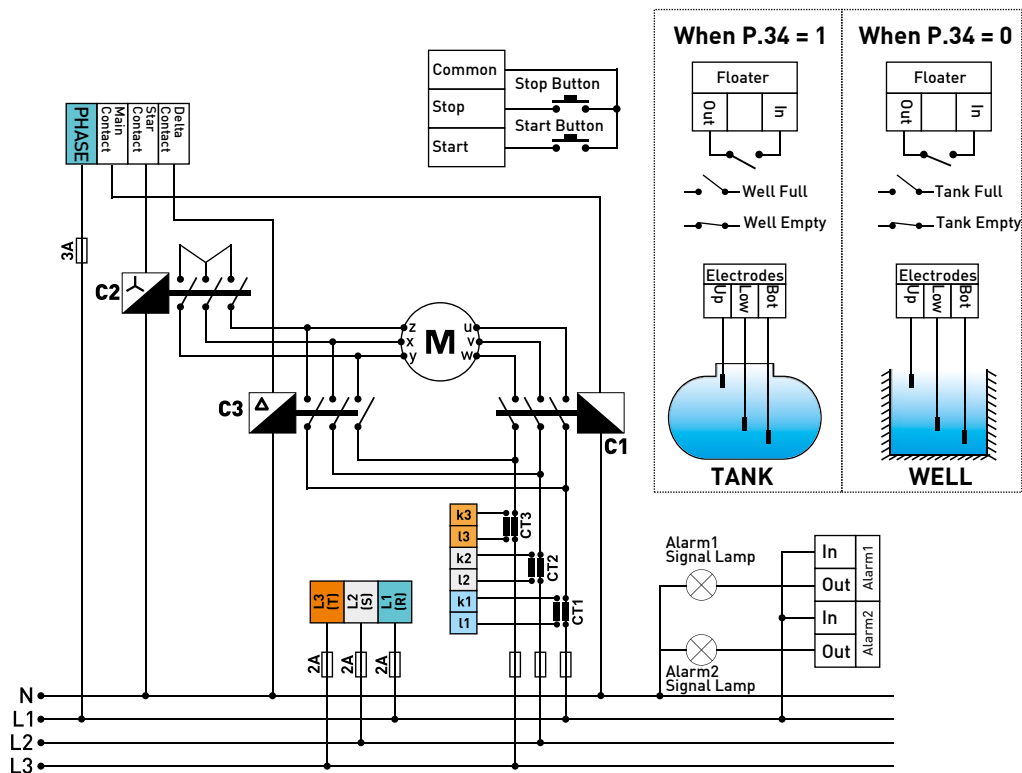 When P.34 = 1
Floater
Out
In
Well Full
Well Empty
Electrodes
Up
Low
Bot
TANK
When P.34 = 0
Floater
Out
In
Tank Full
Tank Empty
Electrodes
Up
Low
Bot
WELL
Common
Stop
Start
Stop Button
Start Button
PHASE
Main
Contact
Star
Contact
Delta
Contact
3A
C2
M
z
x
y
u
v
w
C3
Δ
C1
k3
l3
k2
l2
k1
l1
CT3
CT2
CT1
L3
(T)
L2
(S)
L1
(R)
2A
2A
2A
Alarm1
Signal Lamp
Alarm2
Signal Lamp
In
Out
In
Out
Alarm1
Alarm2
N
L1
L2
L3